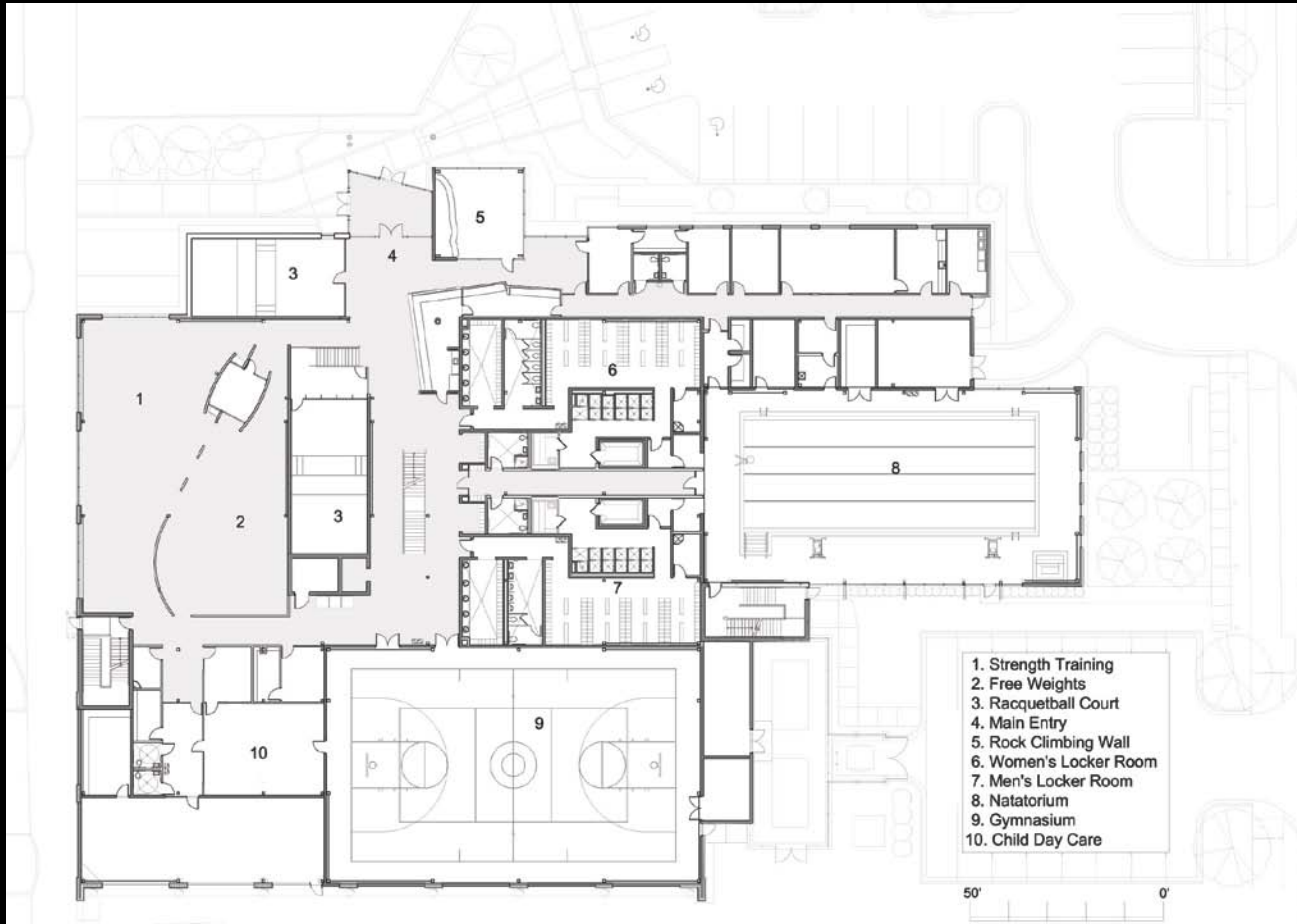 5
3
4
6
1
8
2
3
7
9
10
1. Strength Training
2. Free Weights
3. Racquetball Court
4. Main Entry
5. Rock Climbing Wall
6. Women's Locker Room
7. Men's Locker Room
8. Natatorium
9. Gymnasium
10. Child Day Care
50' 0'